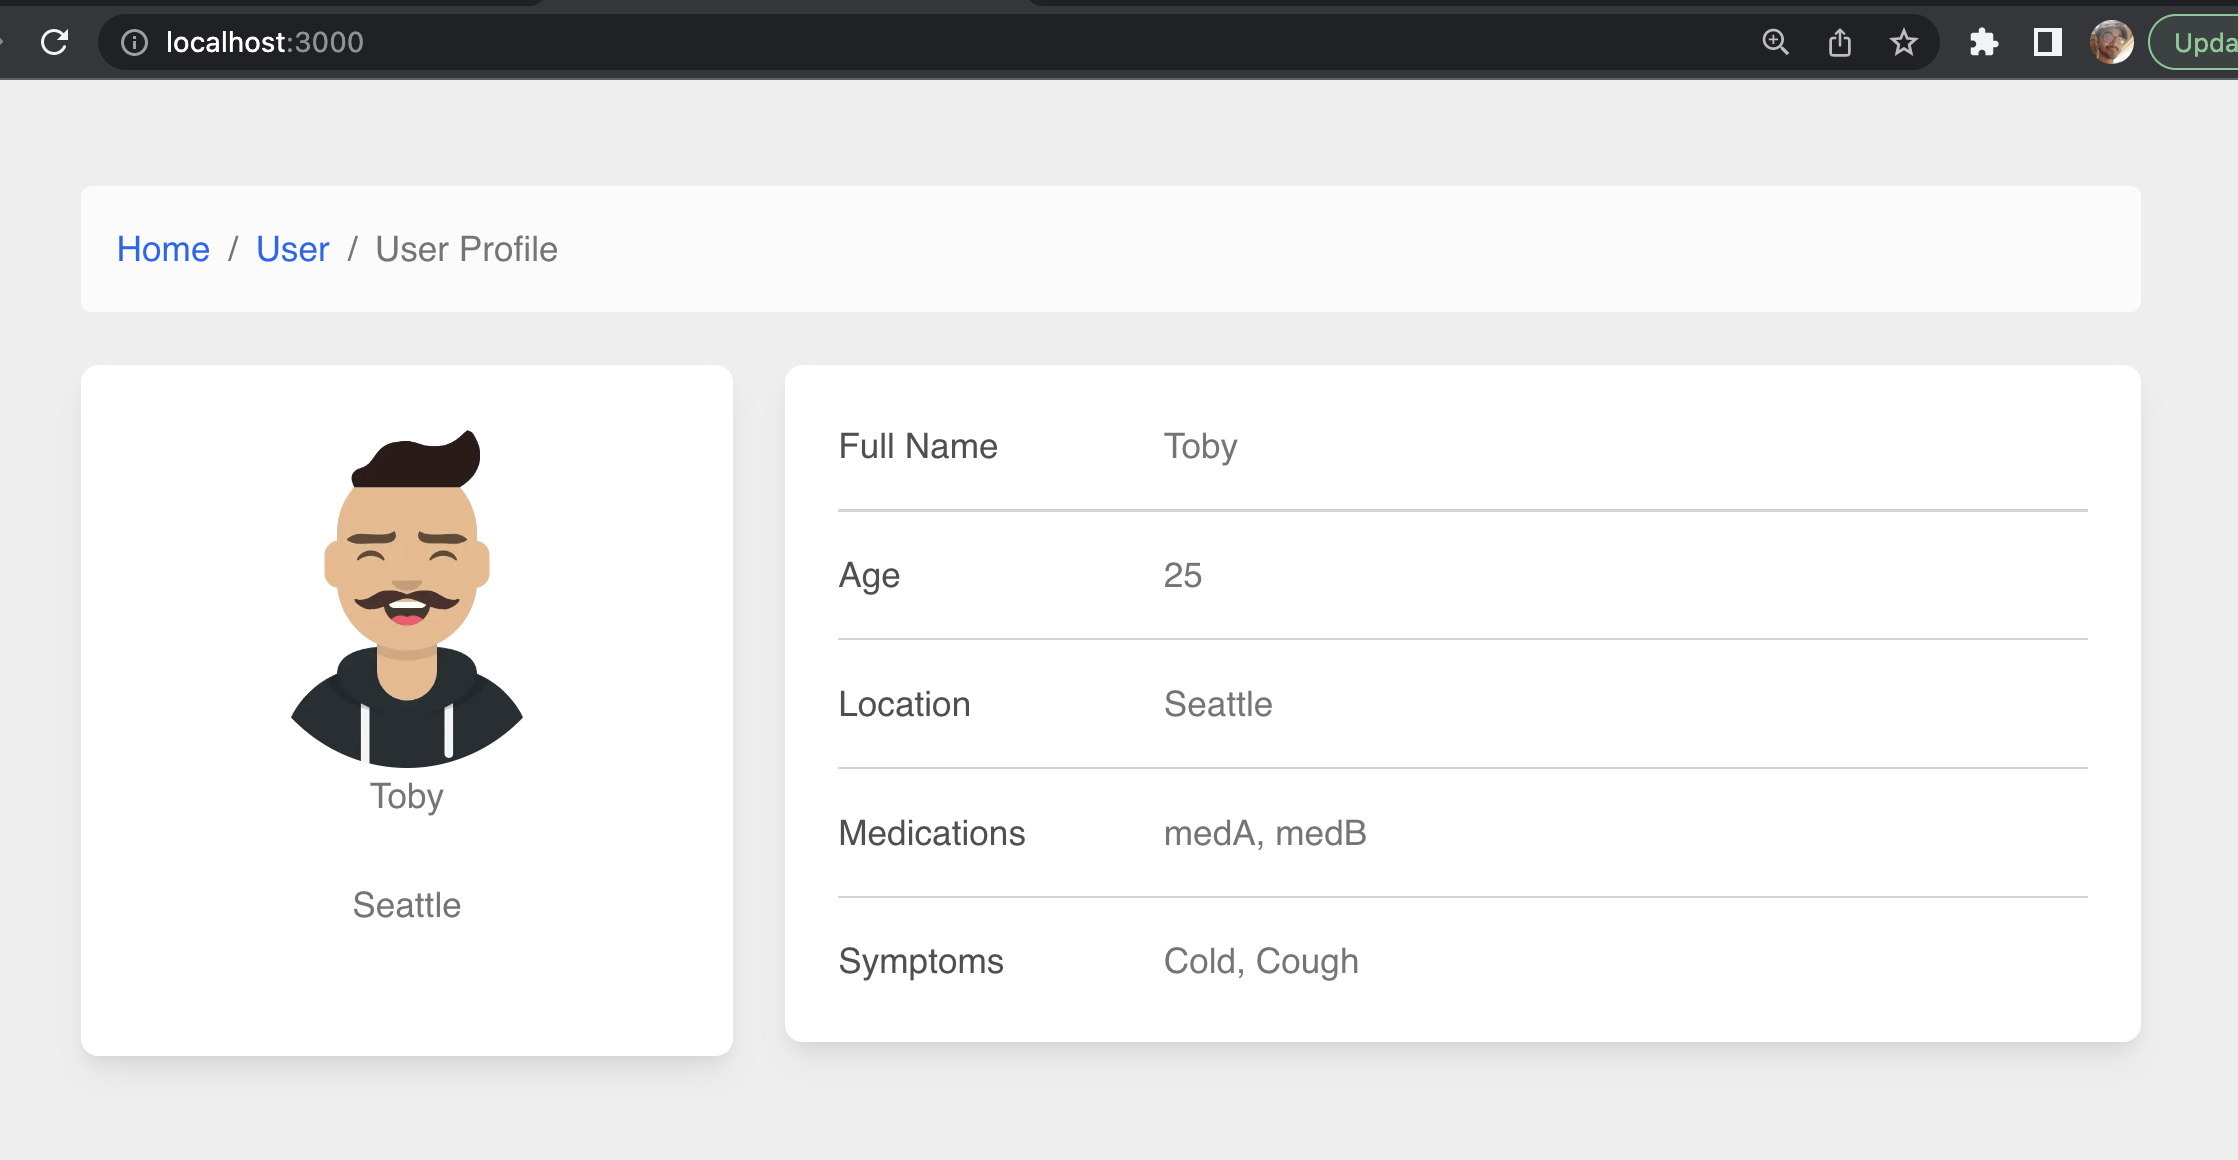 localhost:3000
Upda
Home / User / User Profile
Toby
Seattle
Full Name Toby
Age 25
Location Seattle
Medications medA, medB
Symptoms Cold, Cough